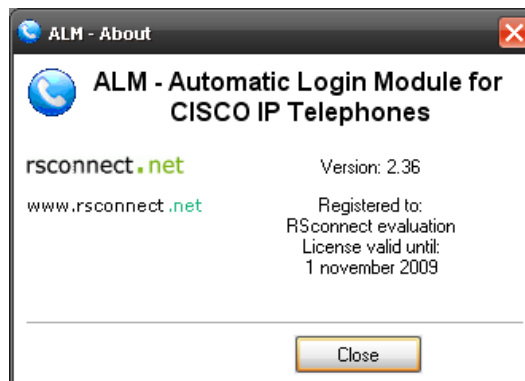 ALM - About
ALM - Automatic Login Module for
CISCO IP Telephones
rsconnect.net
www.rsconnect.net
Version: 2.36
Registered to:
RSconnect evaluation
License valid until:
1 november 2009
Close